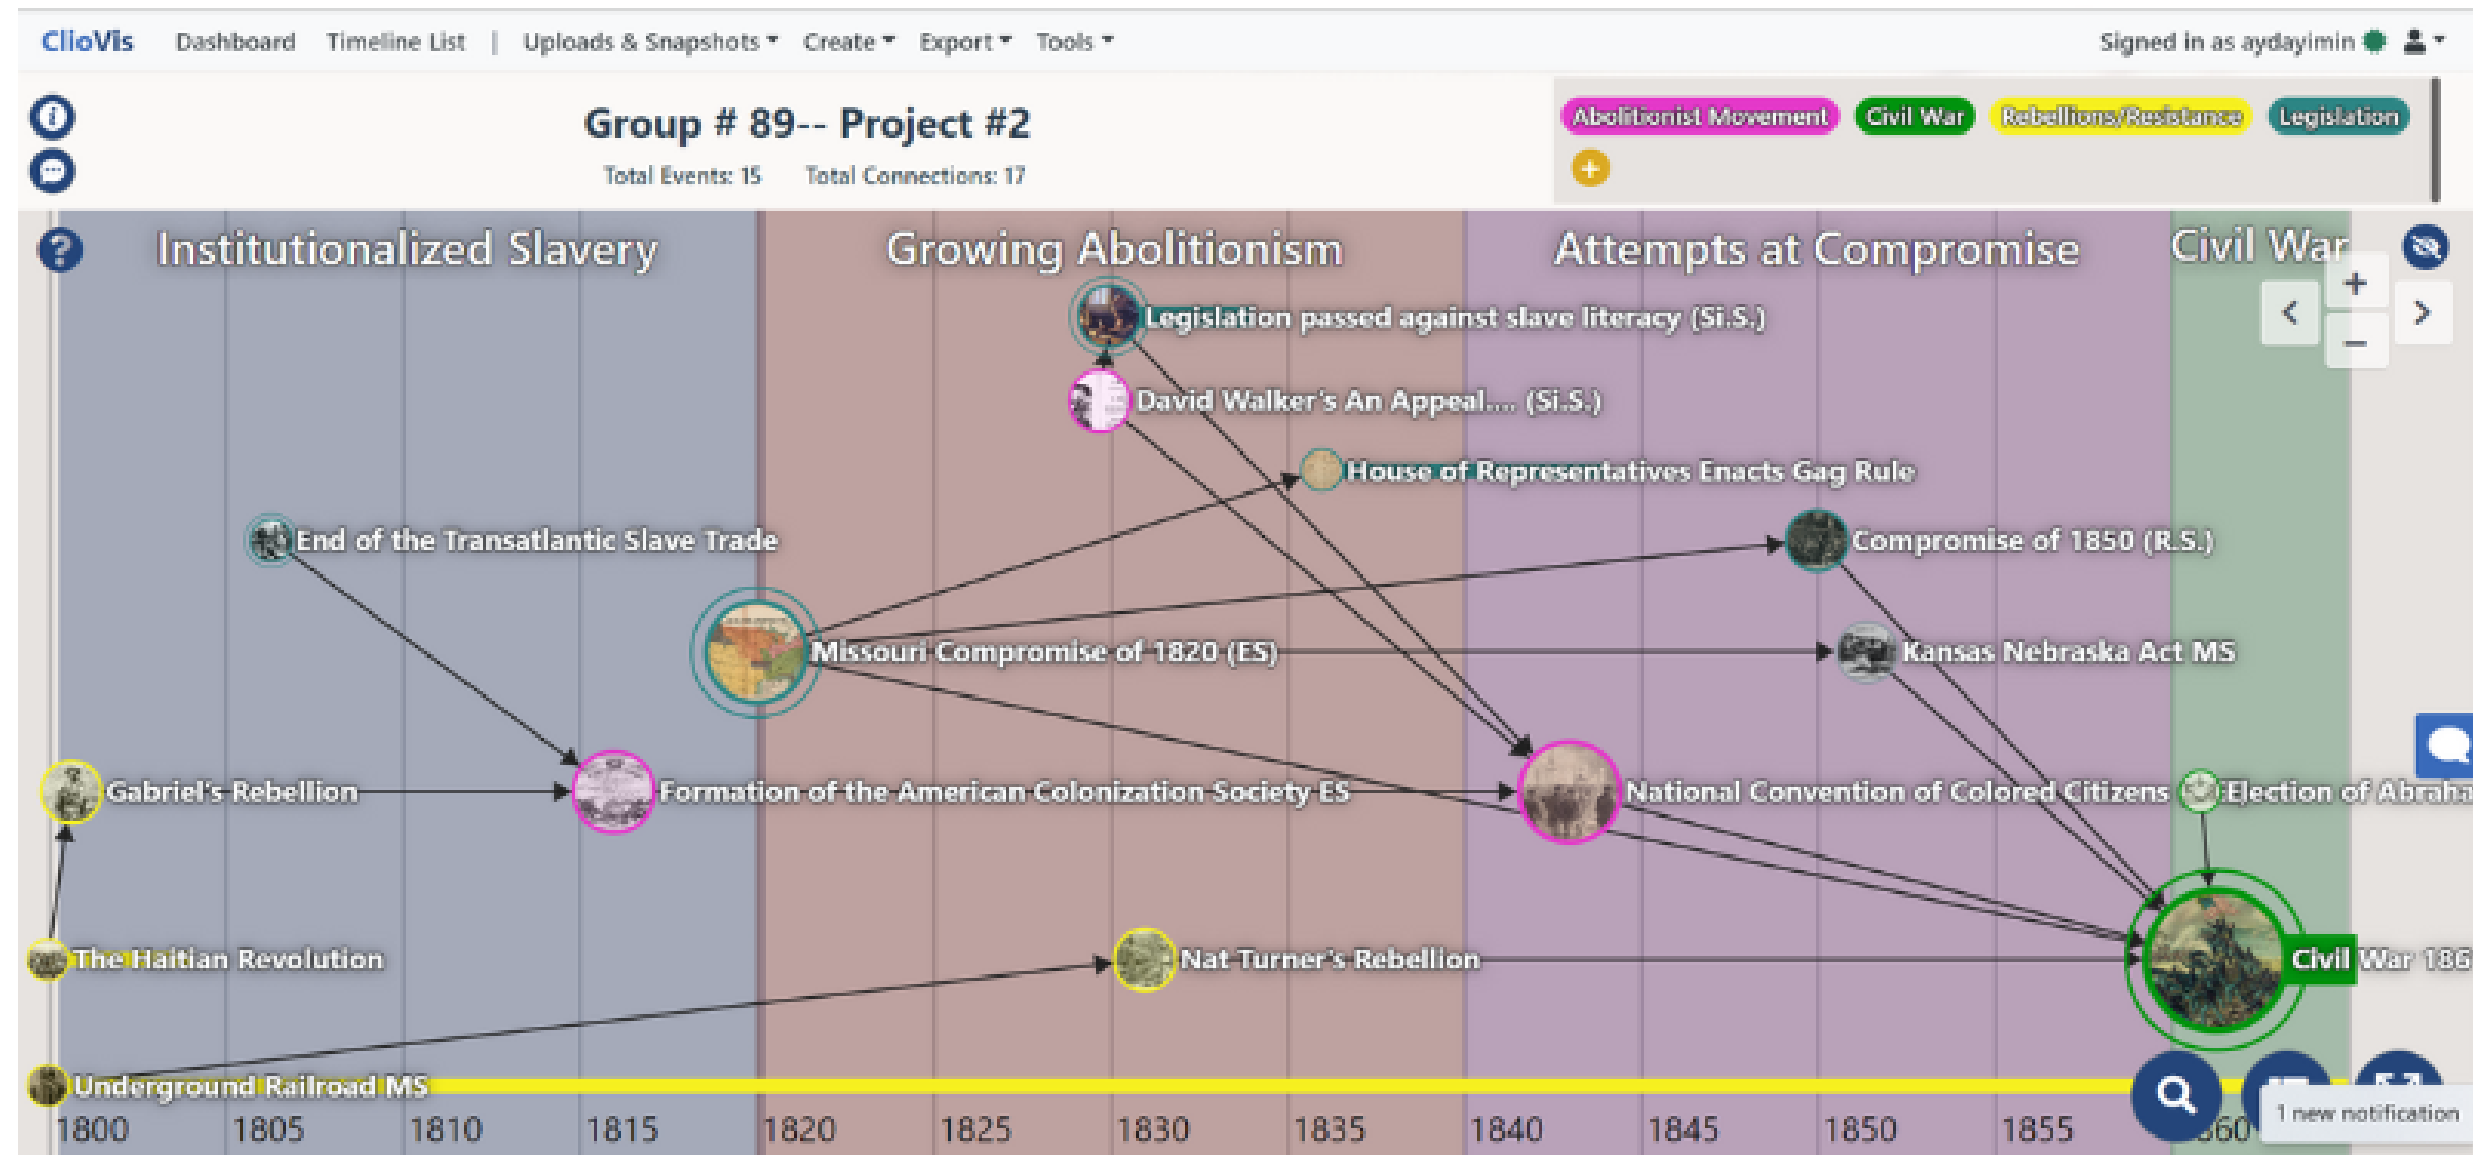 ClioVis Dashboard Timeline List | Uploads & Snapshots Create Export Tools Signed in as aydayimin
Group # 89-- Project #2
Total Events: 15 Total Connections: 17
Abolitionist Movement Civil War Rebellions/Resistance Legislation
+
Institutionalized Slavery Growing Abolitionism Attempts at Compromise Civil War
Legislation passed against slave literacy (Si.S.)
David Walker's An Appeal.... (Si.S.)
House of Representatives Enacts Gag Rule
End of the Transatlantic Slave Trade
Compromise of 1850 (R.S.)
Missouri Compromise of 1820 (ES)
Kansas Nebraska Act MS
Gabriel's Rebellion
Formation of the American Colonization Society ES
National Convention of Colored Citizens
Election of Abraha
The Haitian Revolution
Nat Turner's Rebellion
Civil War 186
Underground Railroad MS
1800 1805 1810 1815 1820 1825 1830 1835 1840 1845 1850 1855 860
1 new notification